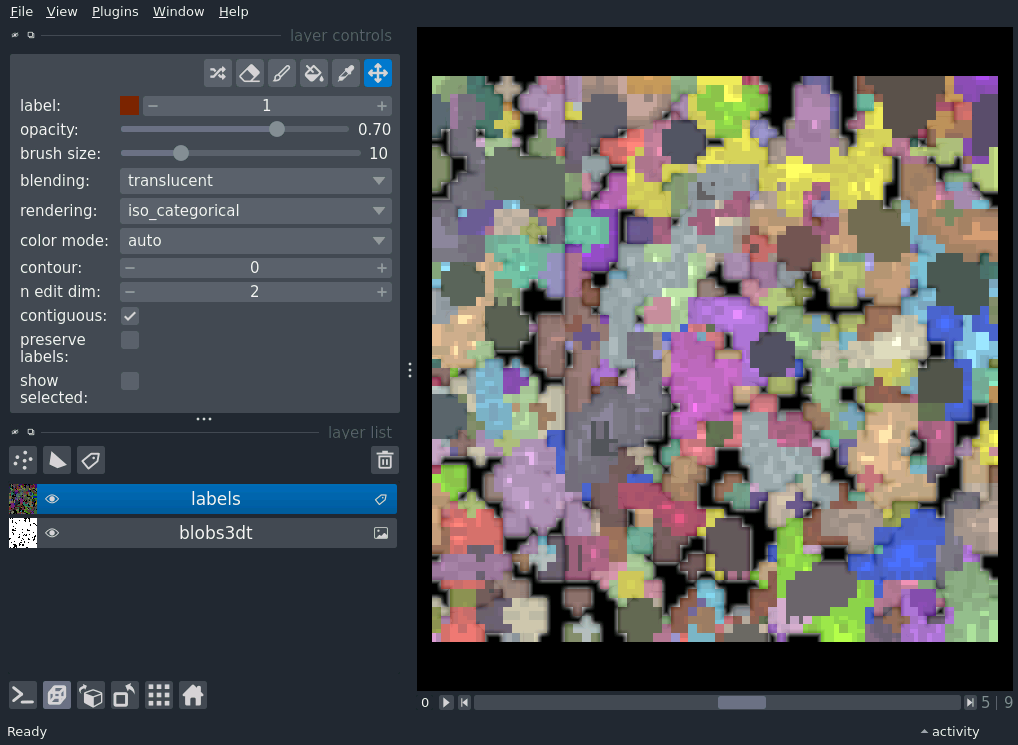 File View Plugins Window Help
layer controls
label: 1
opacity: 0.70
brush size: 10
blending: translucent
rendering: iso_categorical
color mode: auto
contour: 0
n edit dim: 2
contiguous:
preserve
labels:
show
selected:
layer list
labels
blobs3dt
0 5 | 9
Ready activity